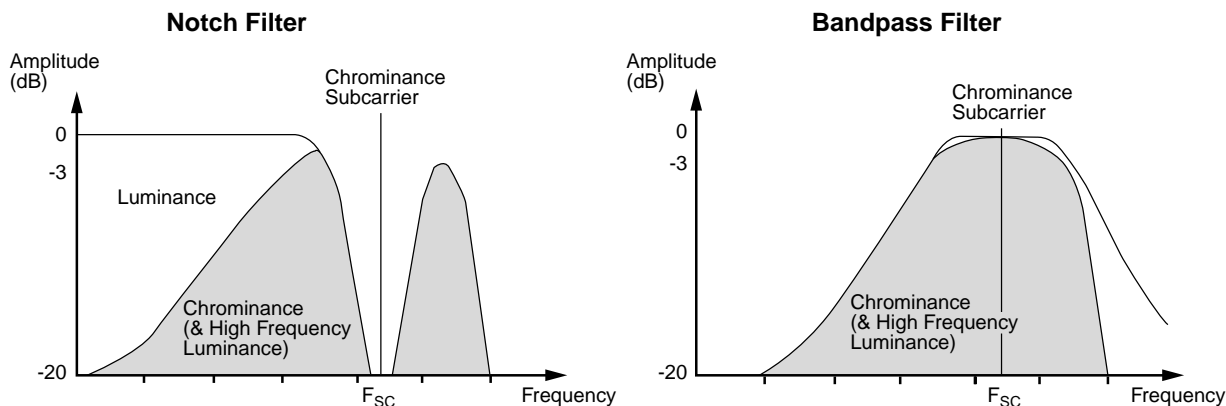 Notch Filter
Amplitude
(dB)
Chrominance
Subcarrier
0
-3
Luminance
Chrominance
(& High Frequency
Luminance)
-20
FSC
Frequency
Bandpass Filter
Amplitude
(dB)
Chrominance
Subcarrier
0
-3
Chrominance
(& High Frequency
Luminance)
-20
FSC
Frequency